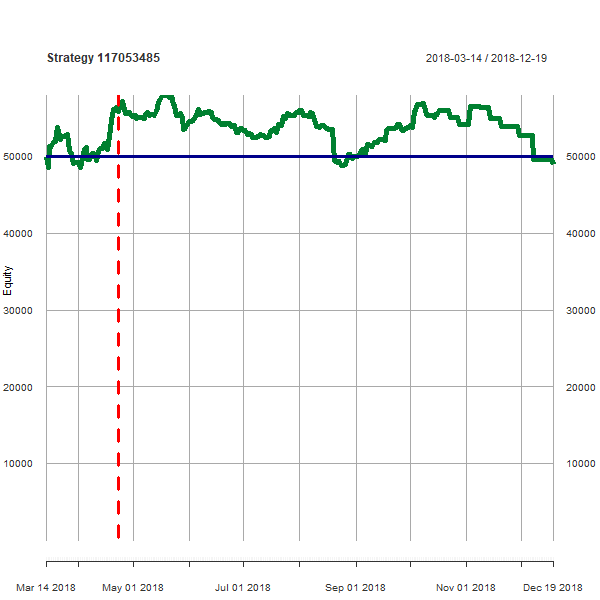 Strategy 117053485
2018-03-14 / 2018-12-19
50000
50000
40000
40000
Equity
30000
30000
20000
20000
10000
10000
Mar 14 2018
May 01 2018
Jul 01 2018
Sep 01 2018
Nov 01 2018
Dec 19 2018